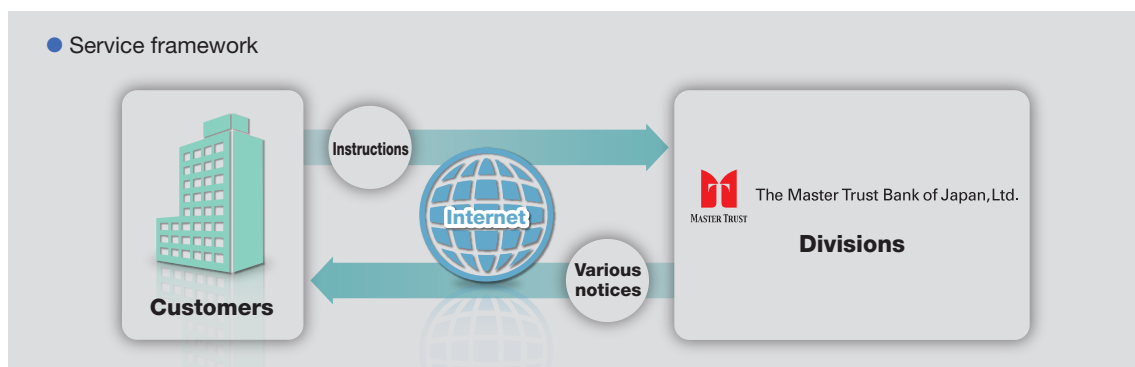 Service framework
Instructions
Internet
Various
notices
Customers
MASTER TRUST
The Master Trust Bank of Japan,Ltd.
Divisions